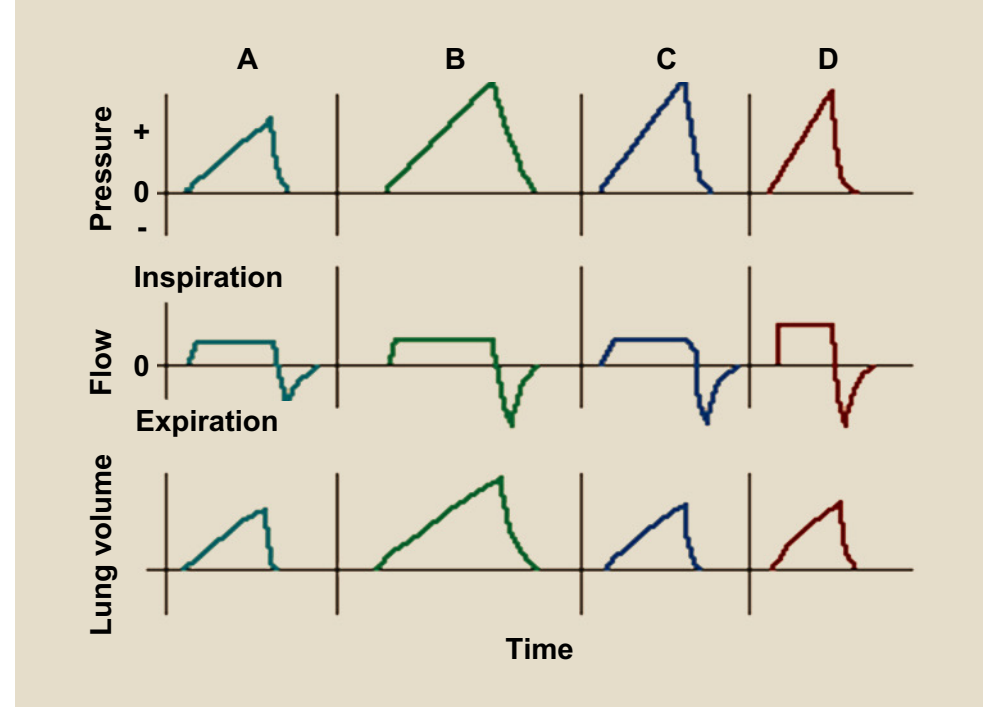 A B C D
Pressure
+
0
-
Inspiration
Flow
0
Expiration
Lung volume
Time